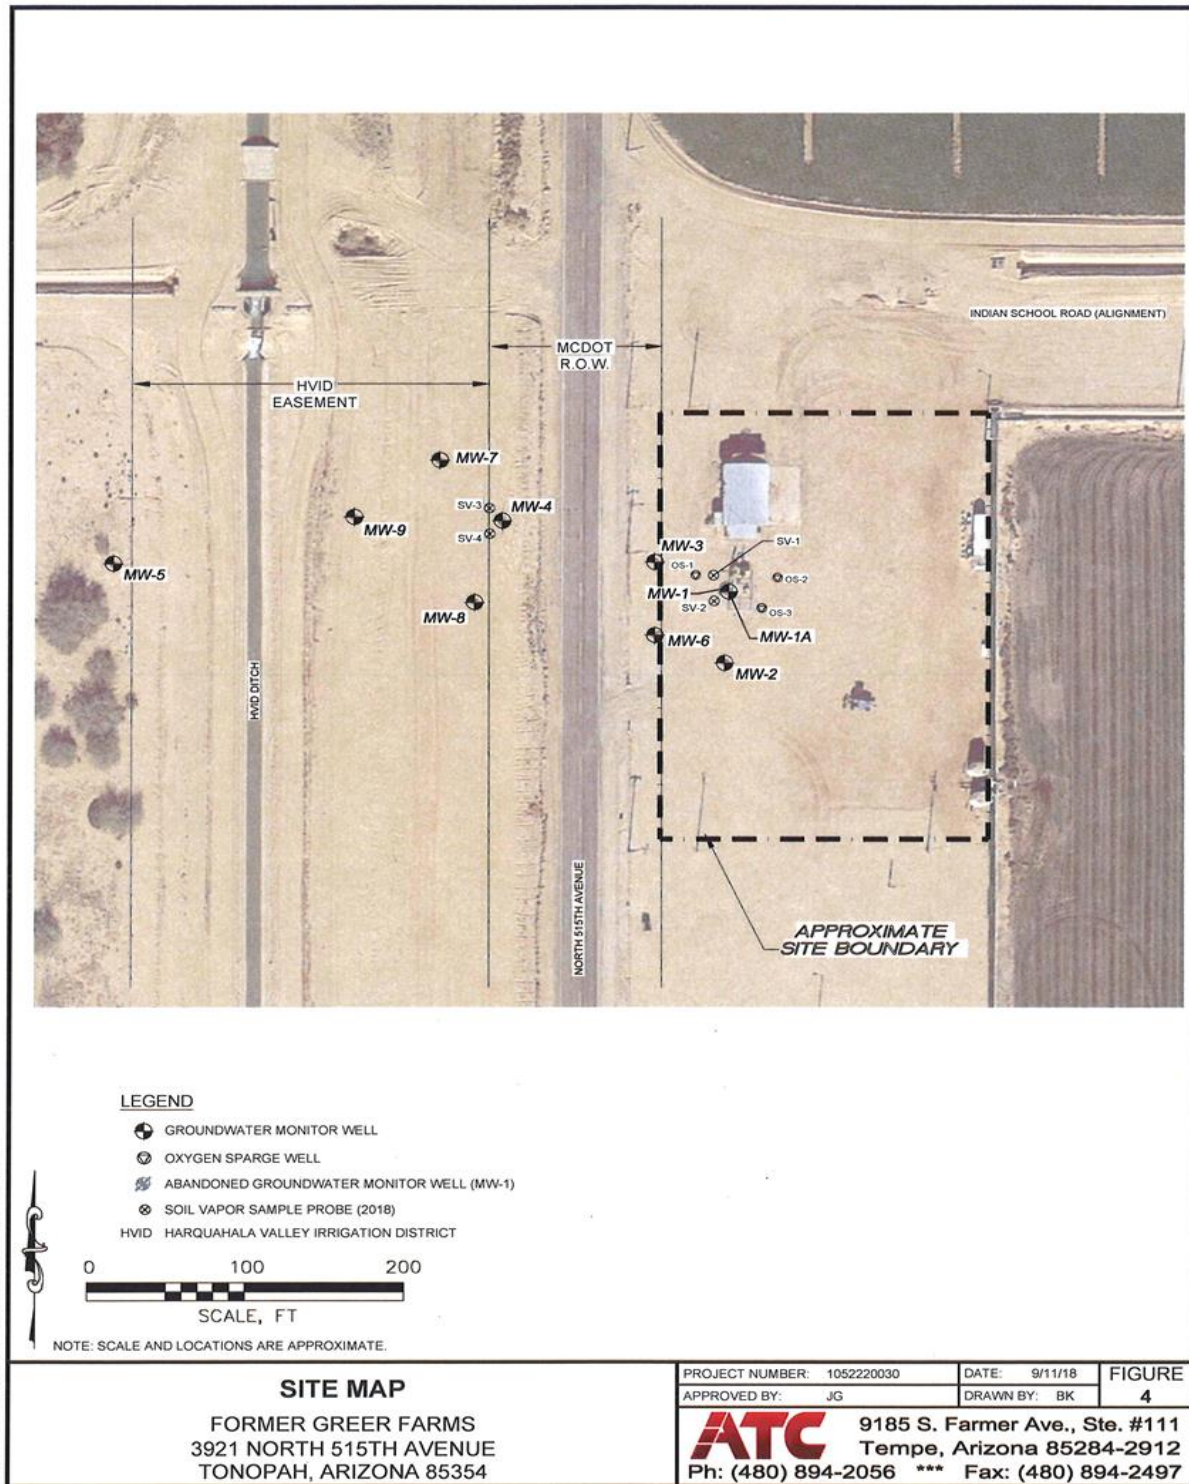 INDIAN SCHOOL ROAD (ALIGNMENT)
MCDOT
R.O.W.
HVID
EASEMENT
MW-7
SV-3
MW-4
MW-9
SV-4
MW-3
SV-1
MW-5
OS-1
OS-2
MW-1
SV-2
MW-8
OS-3
MW-1A
MW-6
MW-2
HVID DITCH
NORTH 515TH AVENUE
APPROXIMATE
SITE BOUNDARY
LEGEND
GROUNDWATER MONITOR WELL
OXYGEN SPARGE WELL
ABANDONED GROUNDWATER MONITOR WELL (MW-1)
SOIL VAPOR SAMPLE PROBE (2018)
HVID HARQUAHALA VALLEY IRRIGATION DISTRICT
0 100 200
SCALE, FT
NOTE: SCALE AND LOCATIONS ARE APPROXIMATE.
SITE MAP
FORMER GREER FARMS
3921 NORTH 515TH AVENUE
TONOPAH, ARIZONA 85354
PROJECT NUMBER: 1052220030
DATE: 9/11/18
FIGURE
4
APPROVED BY: JG
DRAWN BY: BK
ATC
9185 S. Farmer Ave., Ste. #111
Tempe, Arizona 85284-2912
Ph: (480) 894-2056 *** Fax: (480) 894-2497